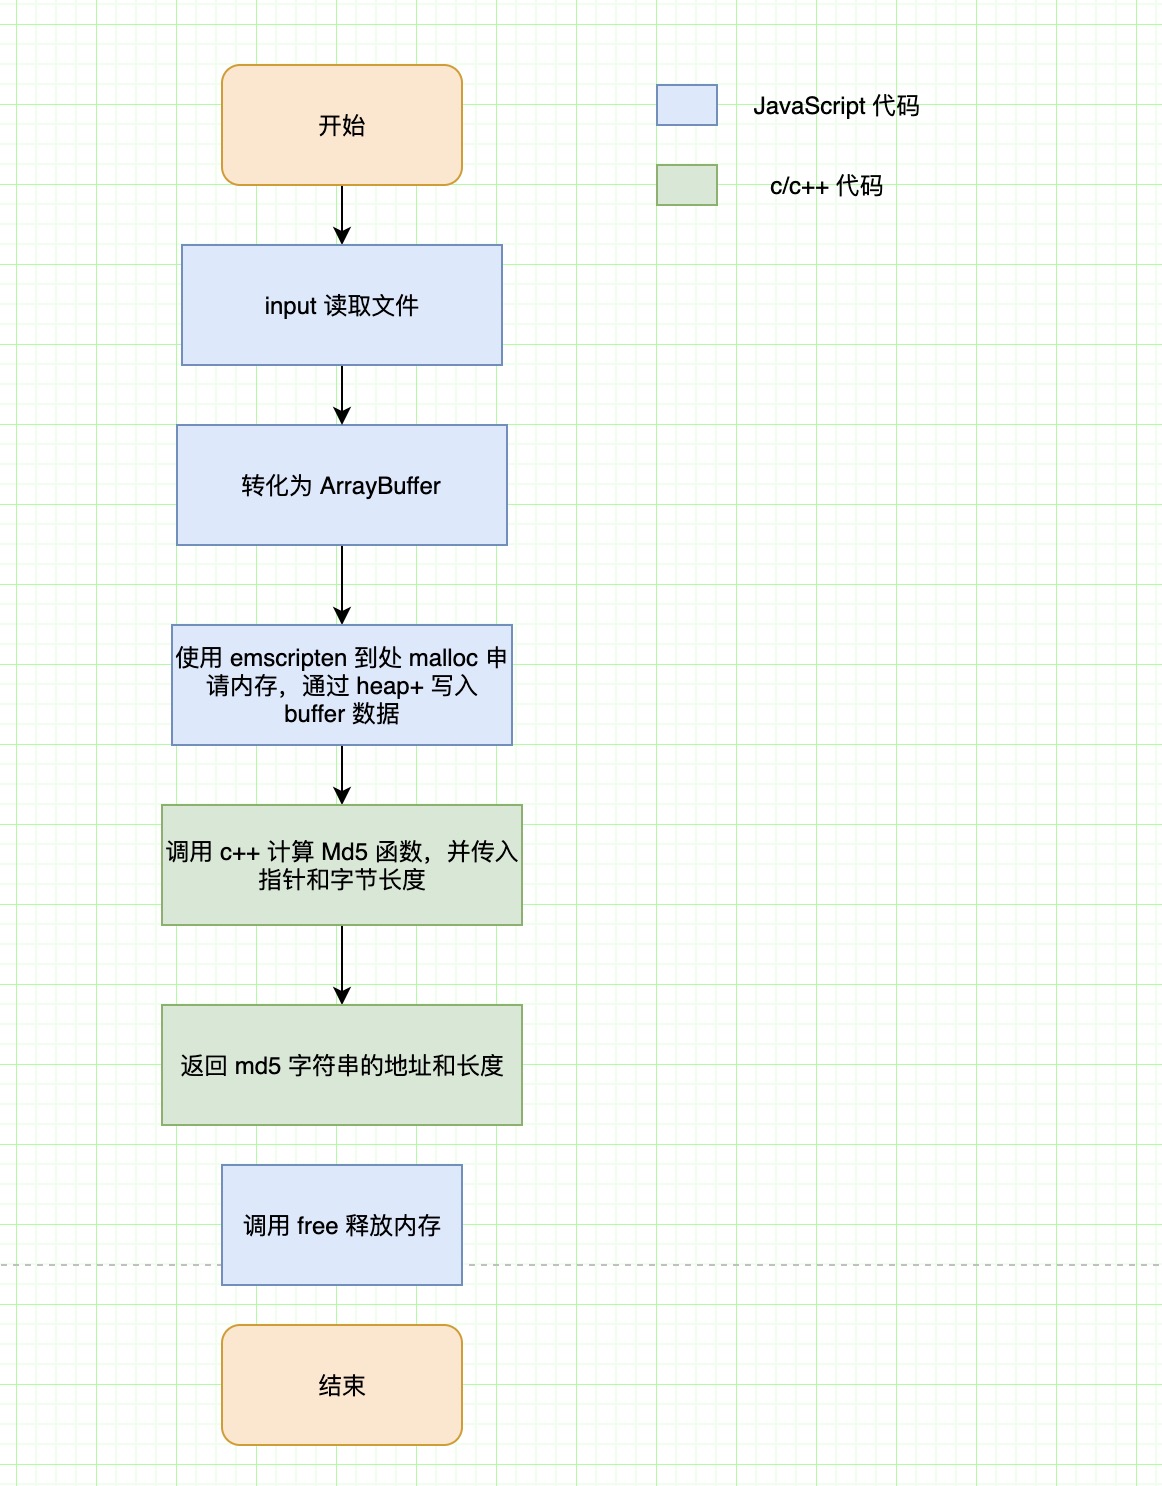 开始
JavaScript 代码
c/c++ 代码
input 读取文件
转化为 ArrayBuffer
使用 emscripten 到处 malloc 申
请内存，通过 heap+ 写入
buffer 数据
调用 c++ 计算 Md5 函数，并传入
指针和字节长度
返回 md5 字符串的地址和长度
调用 free 释放内存
结束